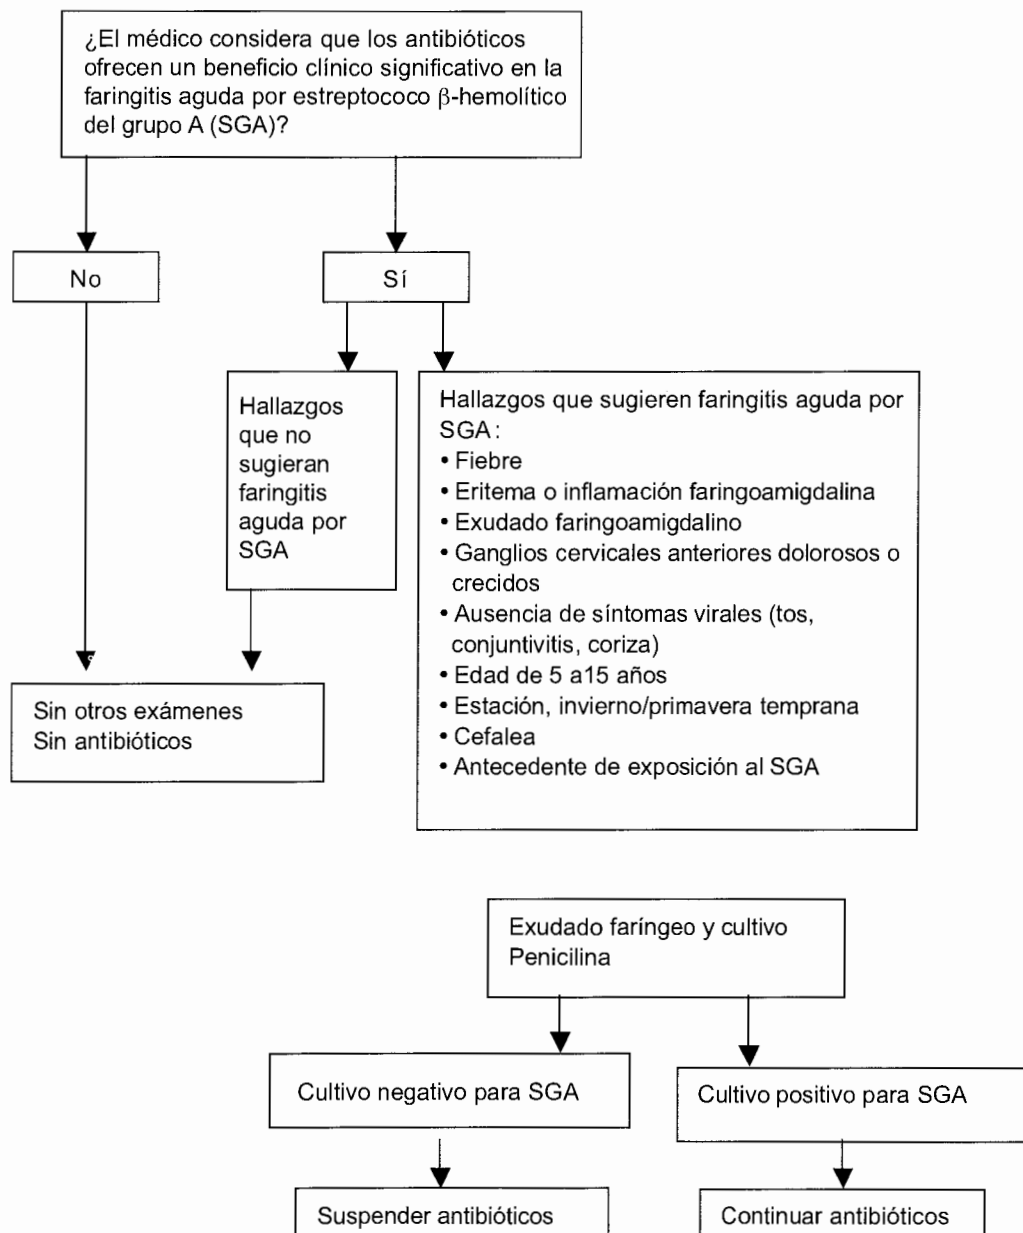 ¿El médico considera que los antibióticos
ofrecen un beneficio clínico significativo en la
faringitis aguda por estreptococo β-hemolítico
del grupo A (SGA)?
No
Sí
Hallazgos
que no
sugieran
faringitis
aguda por
SGA
Hallazgos que sugieren faringitis aguda por
SGA:
• Fiebre
• Eritema o inflamación faringoamigdalina
• Exudado faringoamigdalino
• Ganglios cervicales anteriores dolorosos o
crecidos
• Ausencia de síntomas virales (tos,
conjuntivitis, coriza)
• Edad de 5 a15 años
• Estación, invierno/primavera temprana
• Cefalea
• Antecedente de exposición al SGA
Sin otros exámenes
Sin antibióticos
Exudado faríngeo y cultivo
Penicilina
Cultivo negativo para SGA
Cultivo positivo para SGA
Suspender antibióticos
Continuar antibióticos